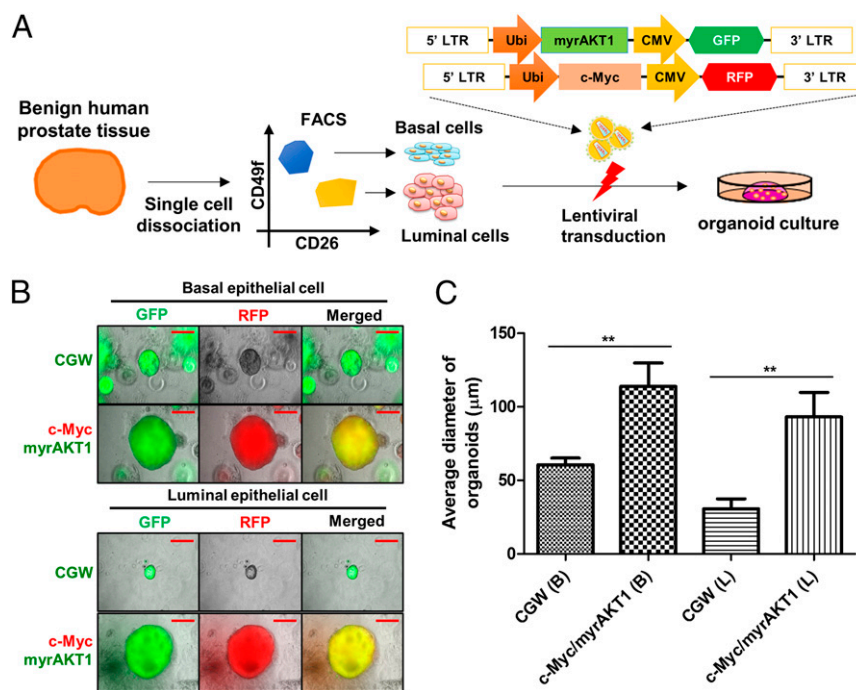 A
5' LTR Ubi myrAKT1 CMV GFP 3' LTR
5' LTR Ubi c-Myc CMV RFP 3' LTR
Benign human
prostate tissue
Single cell
dissociation
FACS
CD49f
CD26
Basal cells
Luminal cells
Lentiviral
transduction
organoid culture
B
Basal epithelial cell
GFP RFP Merged
CGW
c-Myc
myrAKT1
Luminal epithelial cell
GFP RFP Merged
CGW
c-Myc
myrAKT1
C
Average diameter of
organoids (μm)
150
100
50
0
**
**
CGW (B)
c-Myc/myrAKT1 (B)
CGW (L)
c-Myc/myrAKT1 (L)